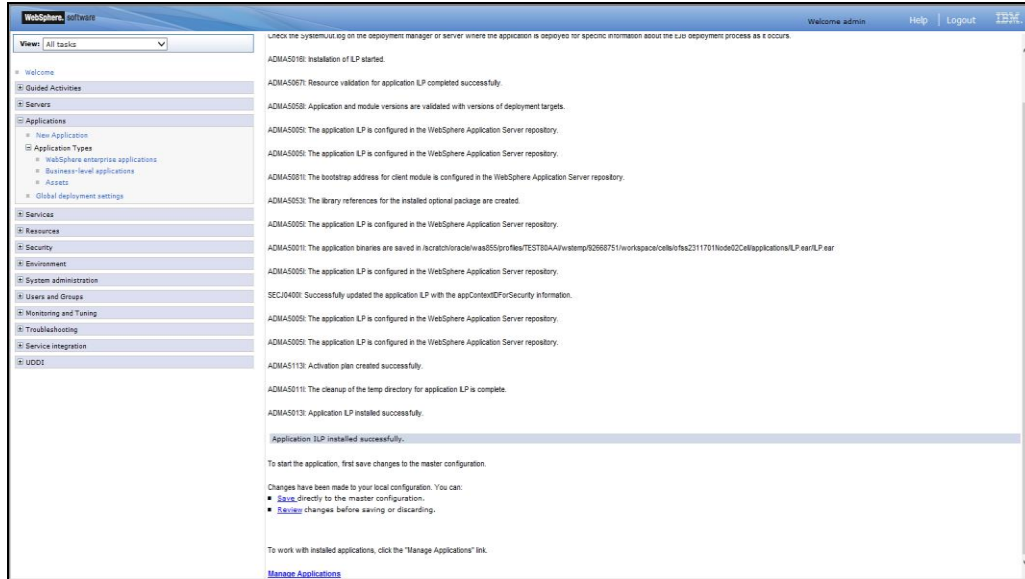 WebSphere. software
Welcome admin
Help | Logout
IBM.
View: All tasks
Welcome
Guided Activities
Servers
Applications
New Application
Application Types
WebSphere enterprise applications
Business-level applications
Assets
Global deployment settings
Services
Resources
Security
Environment
System administration
Users and Groups
Monitoring and Tuning
Troubleshooting
Service integration
UDDI
Check the SystemOut.log on the deployment manager or server where the application is deployed for specific information about the EJB deployment process as it occurs.
ADMA5016I: Installation of ILP started.
ADMA5067I: Resource validation for application ILP completed successfully.
ADMA5058I: Application and module versions are validated with versions of deployment targets.
ADMA5005I: The application ILP is configured in the WebSphere Application Server repository.
ADMA5005I: The application ILP is configured in the WebSphere Application Server repository.
ADMA5081I: The bootstrap address for client module is configured in the WebSphere Application Server repository.
ADMA5053I: The library references for the installed optional package are created.
ADMA5005I: The application ILP is configured in the WebSphere Application Server repository.
ADMA5001I: The application binaries are saved in /scratch/oracle/was855/profiles/TEST80AAI/wstemp/92668751/workspace/cells/ofss2311701Node02Cell/applications/ILP.ear/ILP.ear
ADMA5005I: The application ILP is configured in the WebSphere Application Server repository.
SECJ0400I: Successfully updated the application ILP with the appContextIDForSecurity information.
ADMA5005I: The application ILP is configured in the WebSphere Application Server repository.
ADMA5005I: The application ILP is configured in the WebSphere Application Server repository.
ADMA5113I: Activation plan created successfully.
ADMA5011I: The cleanup of the temp directory for application ILP is complete.
ADMA5013I: Application ILP installed successfully.
Application ILP installed successfully.
To start the application, first save changes to the master configuration.
Changes have been made to your local configuration. You can:
Save directly to the master configuration.
Review changes before saving or discarding.
To work with installed applications, click the "Manage Applications" link.
Manage Applications